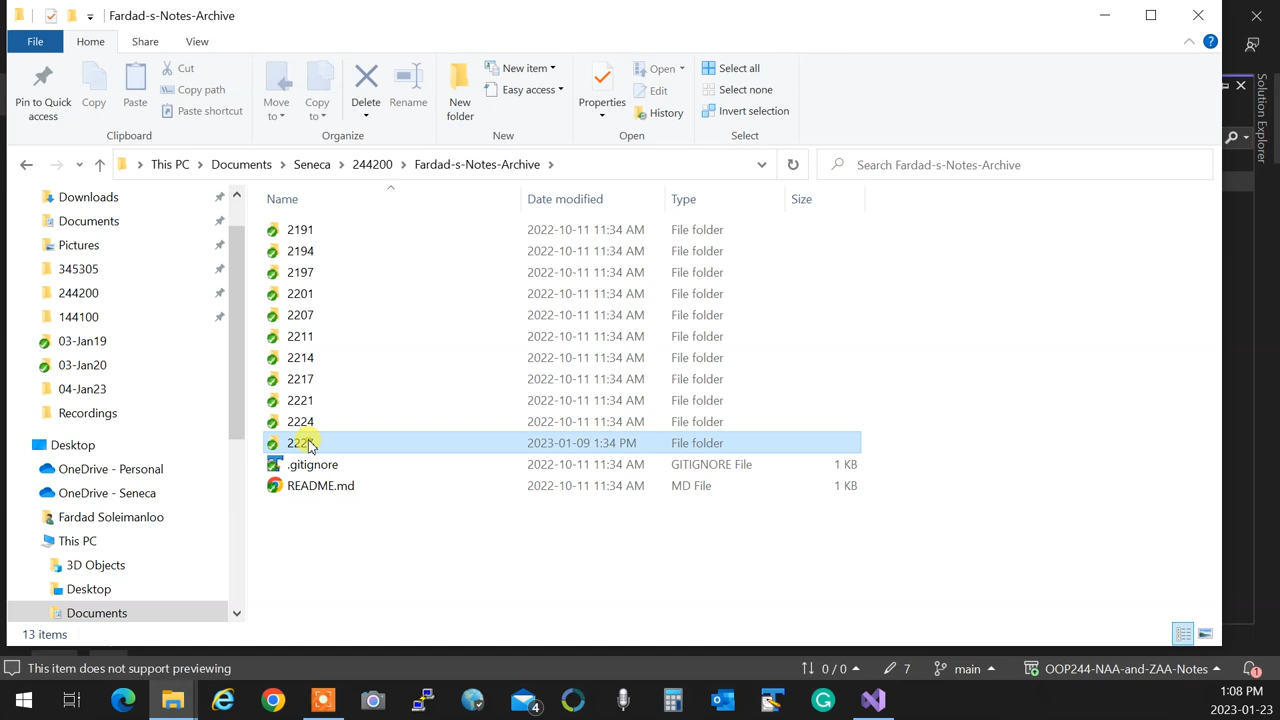 Fardad-s-Notes-Archive
File Home Share View
Pin to Quick access
Copy
Paste
Cut
Copy path
Paste shortcut
Clipboard
Move to
Copy to
Delete
Rename
Organize
New folder
New item
Easy access
New
Properties
Open
Edit
History
Open
Select all
Select none
Invert selection
Select
This PC > Documents > Seneca > 244200 > Fardad-s-Notes-Archive >
Search Fardad-s-Notes-Archive
Downloads
Documents
Pictures
345305
244200
144100
03-Jan19
03-Jan20
04-Jan23
Recordings
Desktop
OneDrive - Personal
OneDrive - Seneca
Fardad Soleimanloo
This PC
3D Objects
Desktop
Documents
Name Date modified Type Size
2191 2022-10-11 11:34 AM File folder
2194 2022-10-11 11:34 AM File folder
2197 2022-10-11 11:34 AM File folder
2201 2022-10-11 11:34 AM File folder
2207 2022-10-11 11:34 AM File folder
2211 2022-10-11 11:34 AM File folder
2214 2022-10-11 11:34 AM File folder
2217 2022-10-11 11:34 AM File folder
2221 2022-10-11 11:34 AM File folder
2224 2022-10-11 11:34 AM File folder
2023-01-09 1:34 PM File folder
.gitignore 2022-10-11 11:34 AM GITIGNORE File 1 KB
README.md 2022-10-11 11:34 AM MD File 1 KB
13 items
Solution Explorer
This item does not support previewing
0 / 0
7
main
OOP244-NAA-and-ZAA-Notes
1
4
1:08 PM
2023-01-23